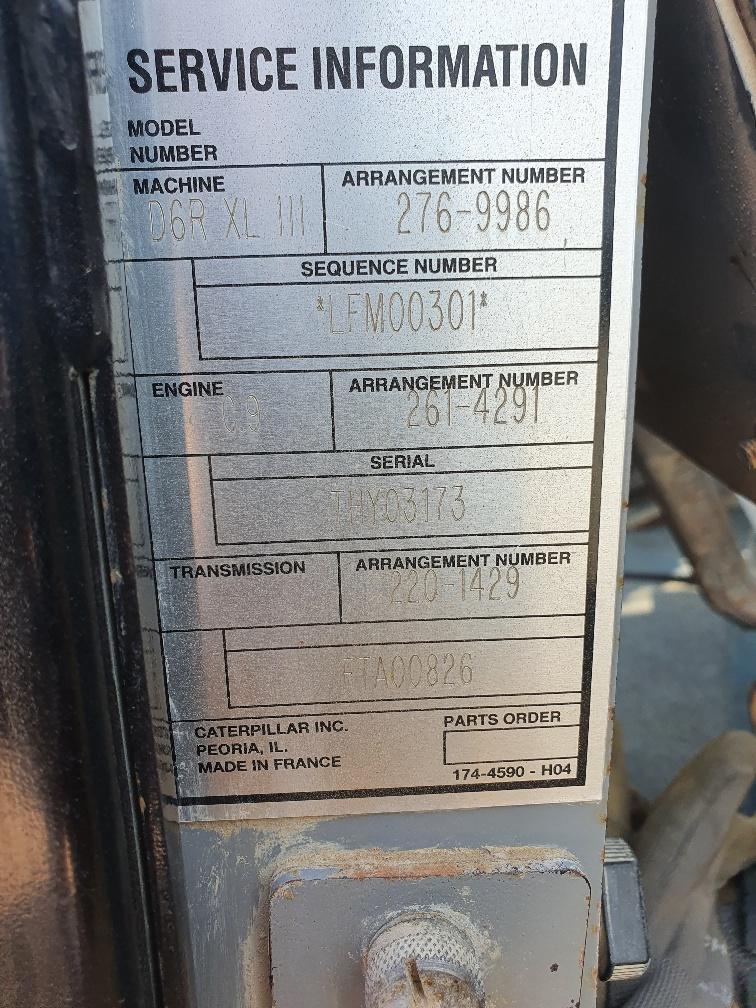 SERVICE INFORMATION
MODEL
NUMBER
MACHINE
ARRANGEMENT NUMBER
D6R XL III
276-9986
SEQUENCE NUMBER
*LFM00301*
ENGINE
ARRANGEMENT NUMBER
C.9
261-4291
SERIAL
THY03173
TRANSMISSION
ARRANGEMENT NUMBER
220-1429
FTA00826
CATERPILLAR INC.
PEORIA, IL.
MADE IN FRANCE
PARTS ORDER
174-4590 - H04